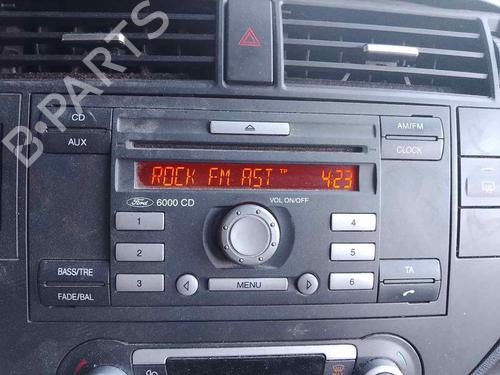 B-PARTS
CD
AUX
AM/FM
CLOCK
ROCK FM AST TP 4:23
Ford 6000 CD
VOL ON/OFF
1
4
2
5
3
6
MENU
BASS/TRE
FADE/BAL
TA